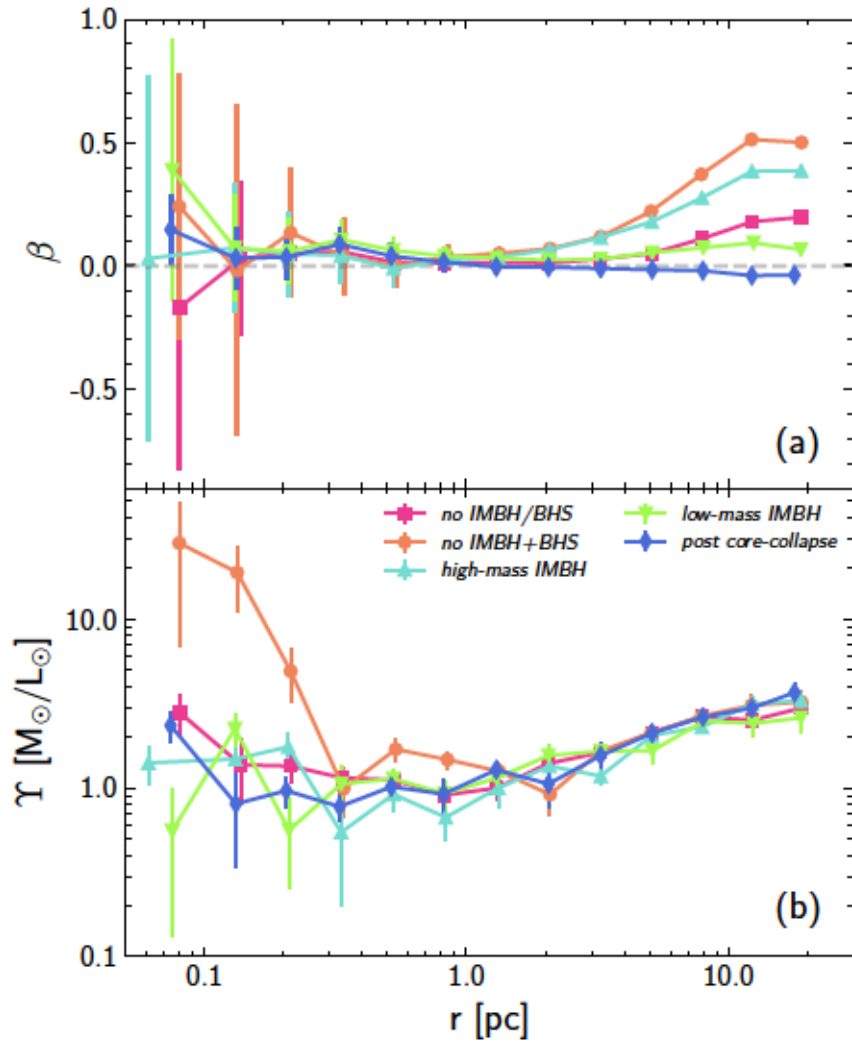 1.0
0.5
β
0.0
-0.5
(a)
no IMBH/BHS
low-mass IMBH
no IMBH+BHS
post core-collapse
high-mass IMBH
10.0
ϒ [M⊙/L⊙]
1.0
(b)
0.1
0.1
1.0
10.0
r [pc]